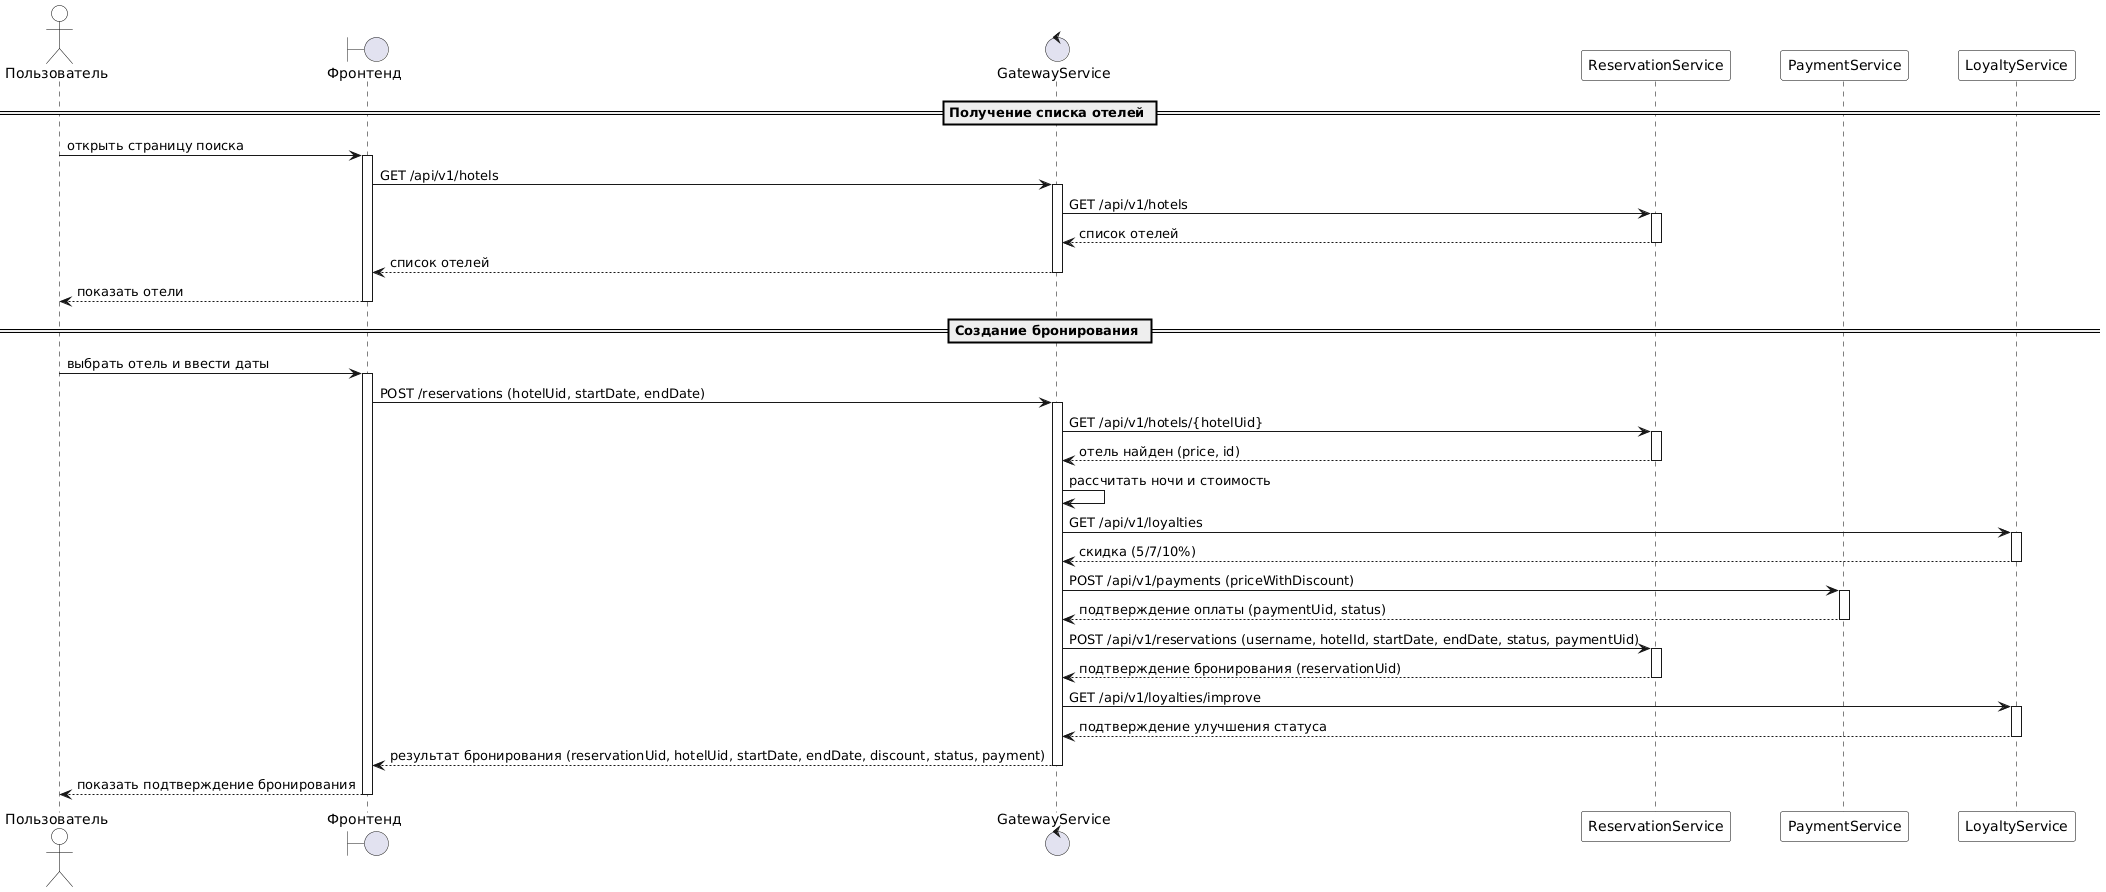 Пользователь
Фронтенд
GatewayService
ReservationService
PaymentService
LoyaltyService
Получение списка отелей
открыть страницу поиска
GET /api/v1/hotels
GET /api/v1/hotels
список отелей
список отелей
показать отели
Создание бронирования
выбрать отель и ввести даты
POST /reservations (hotelUid, startDate, endDate)
GET /api/v1/hotels/{hotelUid}
отель найден (price, id)
рассчитать ночи и стоимость
GET /api/v1/loyalties
скидка (5/7/10%)
POST /api/v1/payments (priceWithDiscount)
подтверждение оплаты (paymentUid, status)
POST /api/v1/reservations (username, hotelId, startDate, endDate, status, paymentUid)
подтверждение бронирования (reservationUid)
GET /api/v1/loyalties/improve
подтверждение улучшения статуса
результат бронирования (reservationUid, hotelUid, startDate, endDate, discount, status, payment)
показать подтверждение бронирования
Пользователь
Фронтенд
GatewayService
ReservationService
PaymentService
LoyaltyService